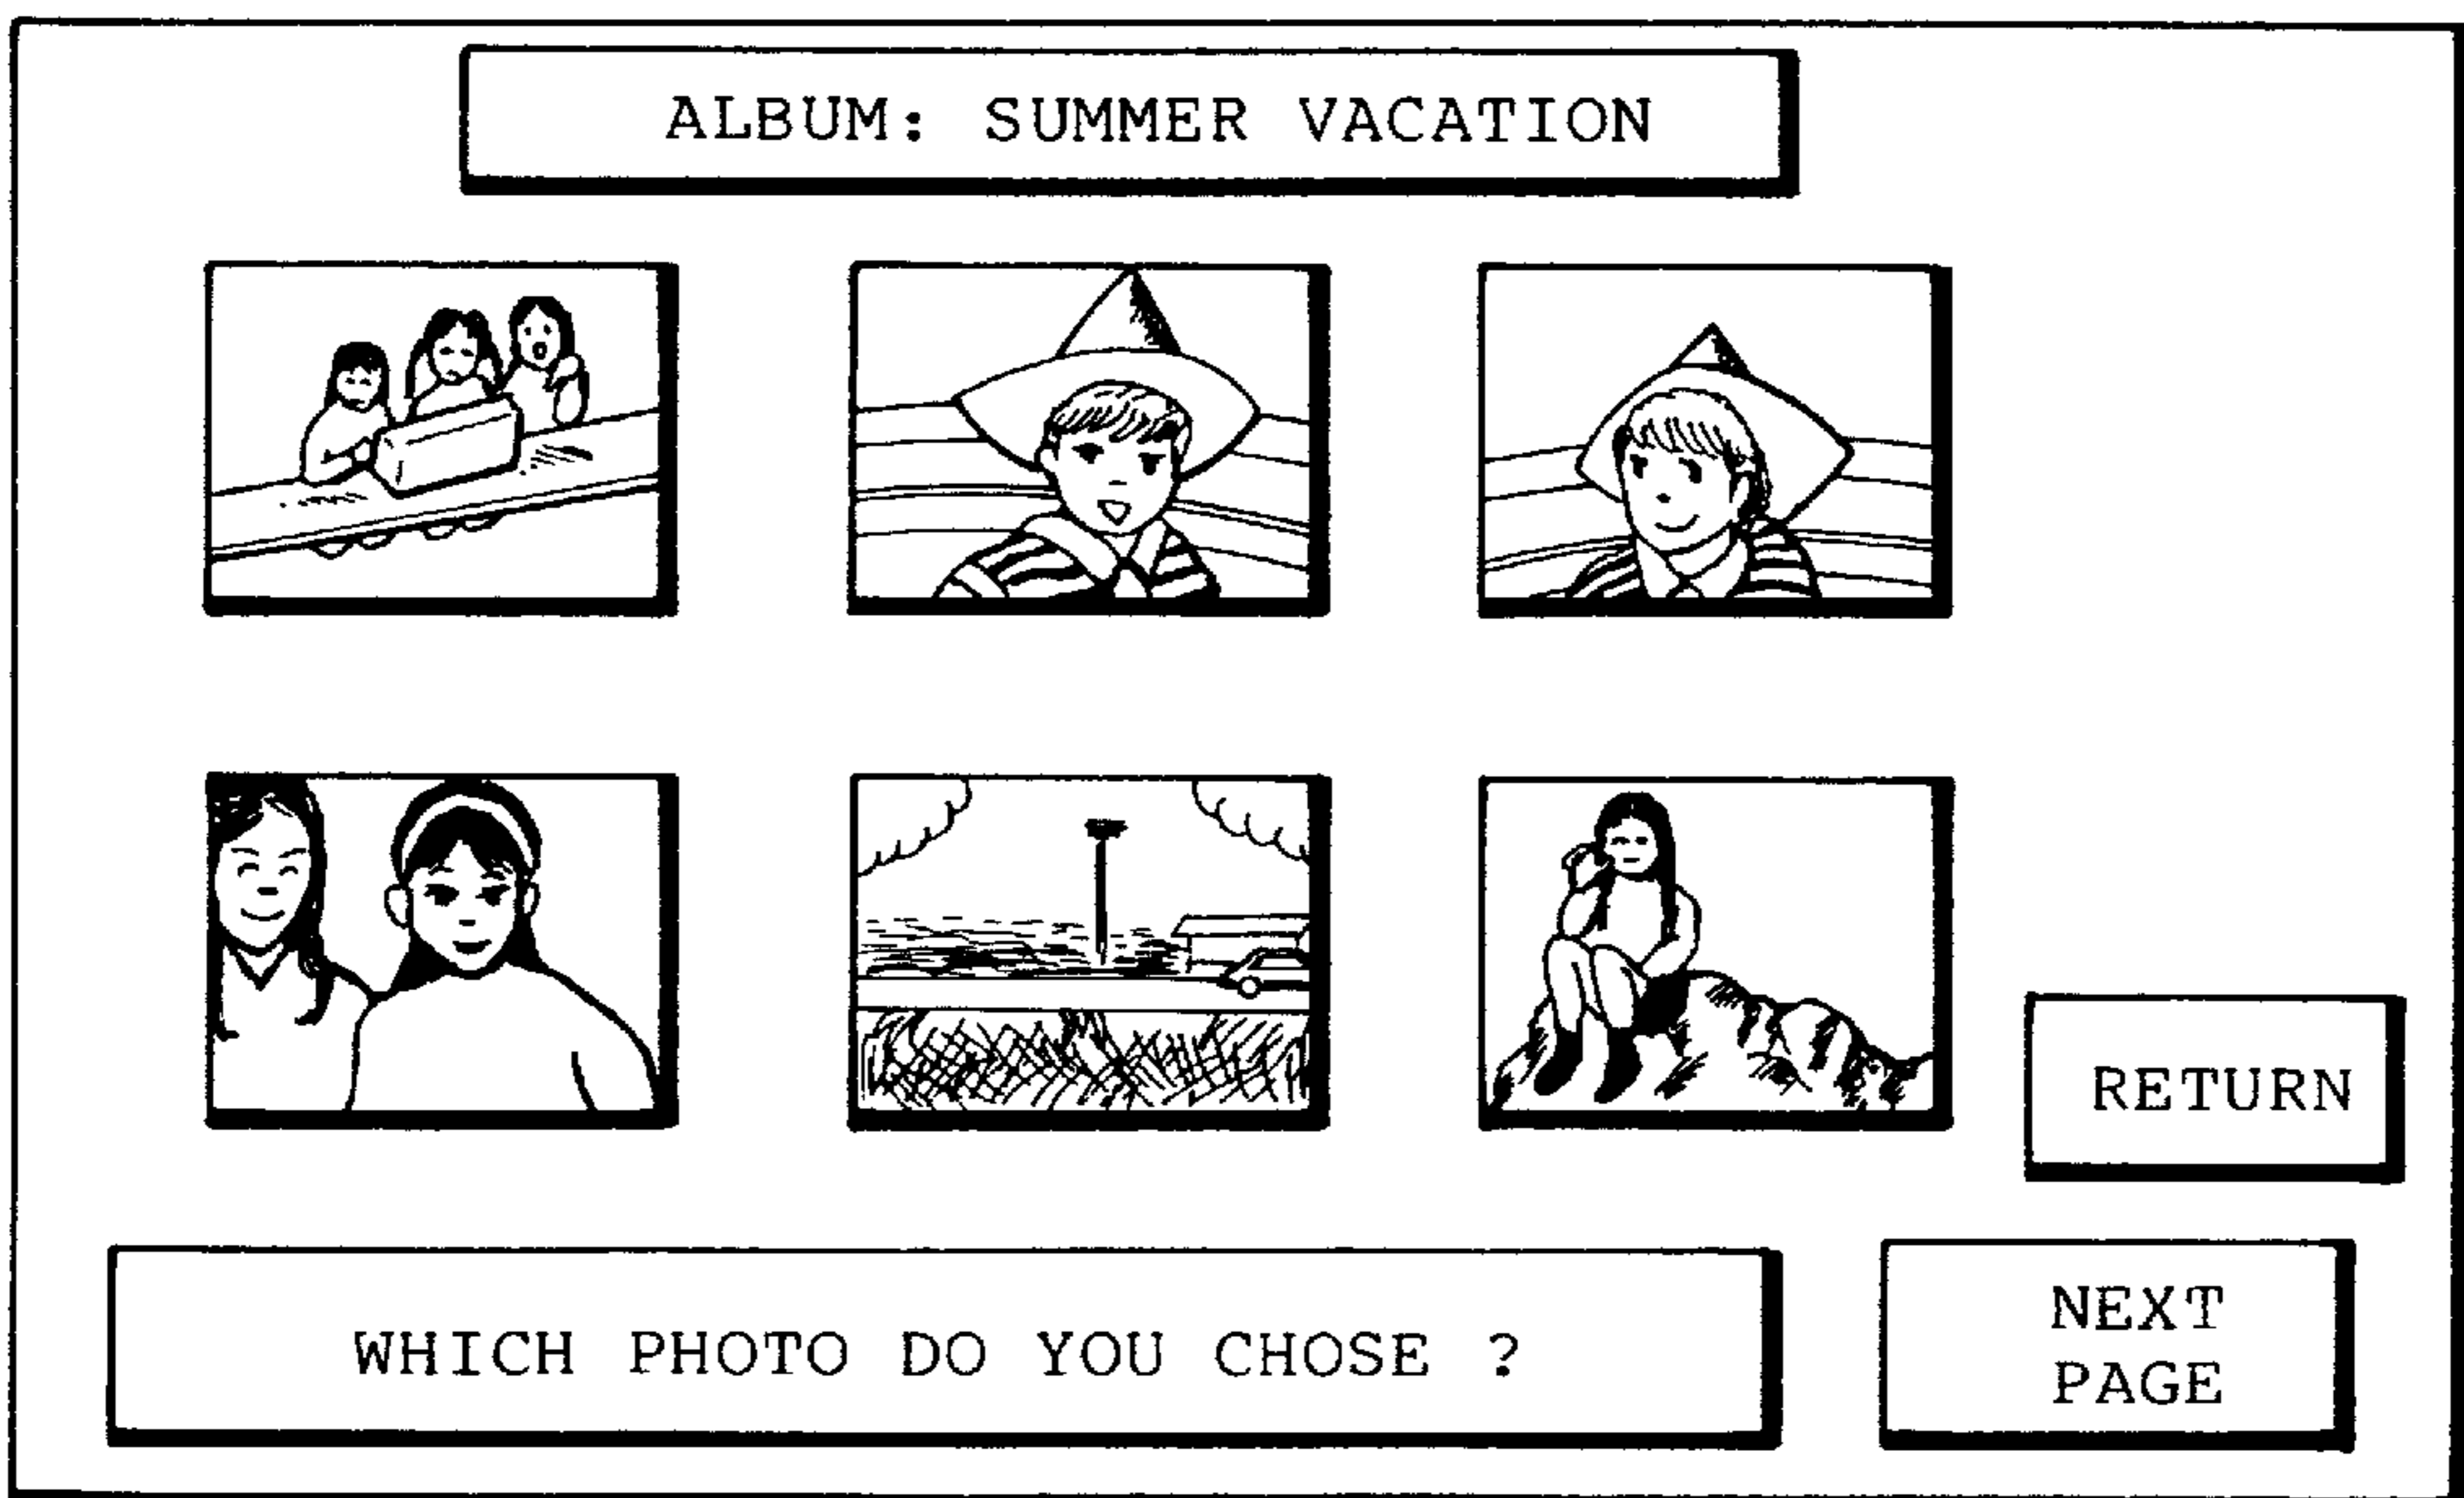 ALBUM: SUMMER VACATION
RETURN
WHICH PHOTO DO YOU CHOSE ?
NEXT
PAGE